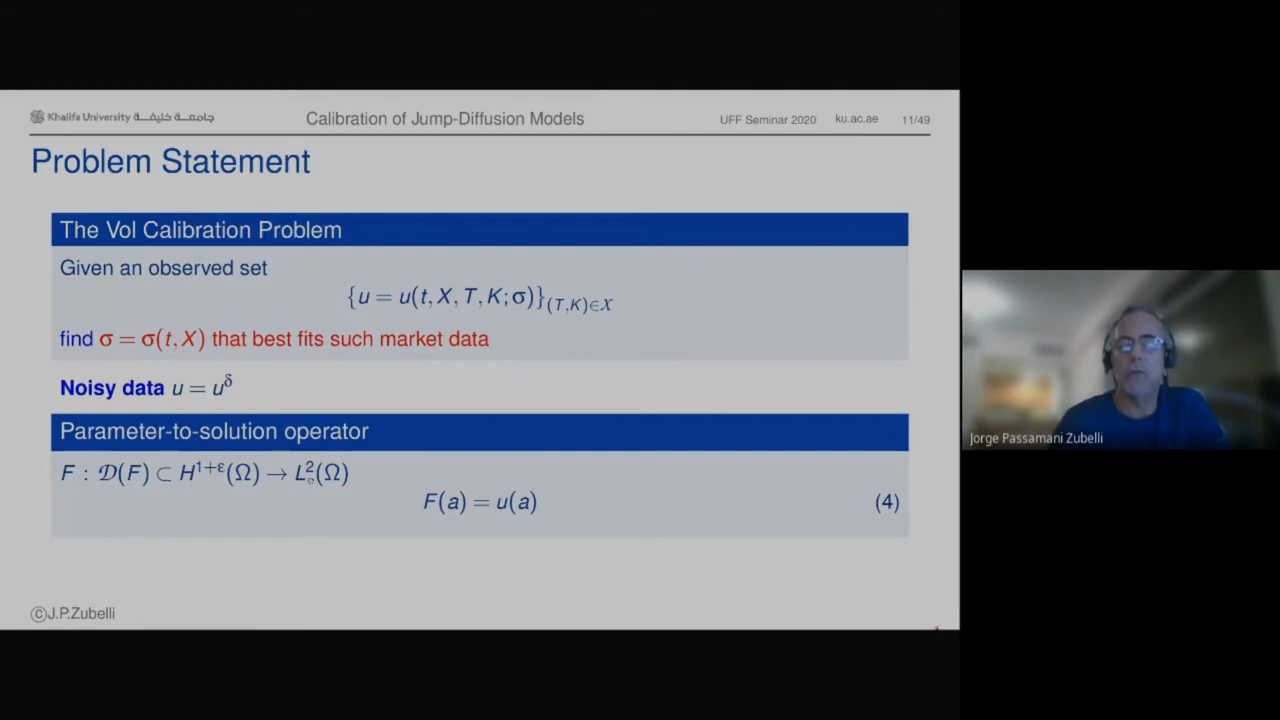 Khalifa University جامعة خليفة
Calibration of Jump-Diffusion Models
UFF Seminar 2020 ku.ac.ae 11/49
Problem Statement
The Vol Calibration Problem
Given an observed set
{u = u(t, X, T, K; σ)}_{(T,K)∈𝒳}
find σ = σ(t, X) that best fits such market data
Noisy data u = u^δ
Parameter-to-solution operator
F : 𝒟(F) ⊂ H^{1+ε}(Ω) → L²(Ω)
F(a) = u(a) (4)
©J.P.Zubelli
Jorge Passamani Zubelli